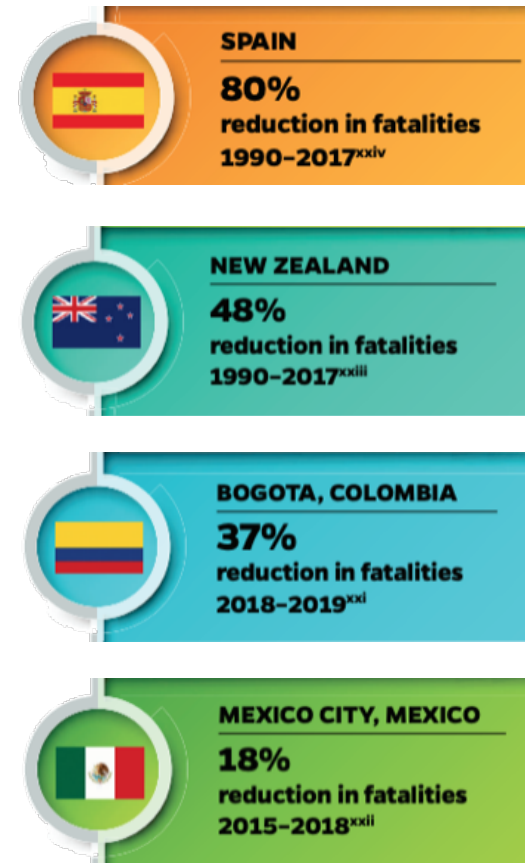 SPAIN
80%
reduction in fatalities
1990–2017xxiv
NEW ZEALAND
48%
reduction in fatalities
1990–2017xxiii
BOGOTA, COLOMBIA
37%
reduction in fatalities
2018–2019xxi
MEXICO CITY, MEXICO
18%
reduction in fatalities
2015–2018xxii